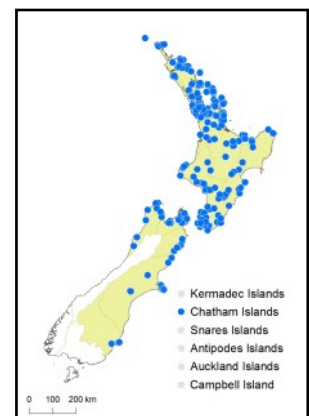 Kermadec Islands
Chatham Islands
Snares Islands
Antipodes Islands
Auckland Islands
Campbell Island
0 100 200 km